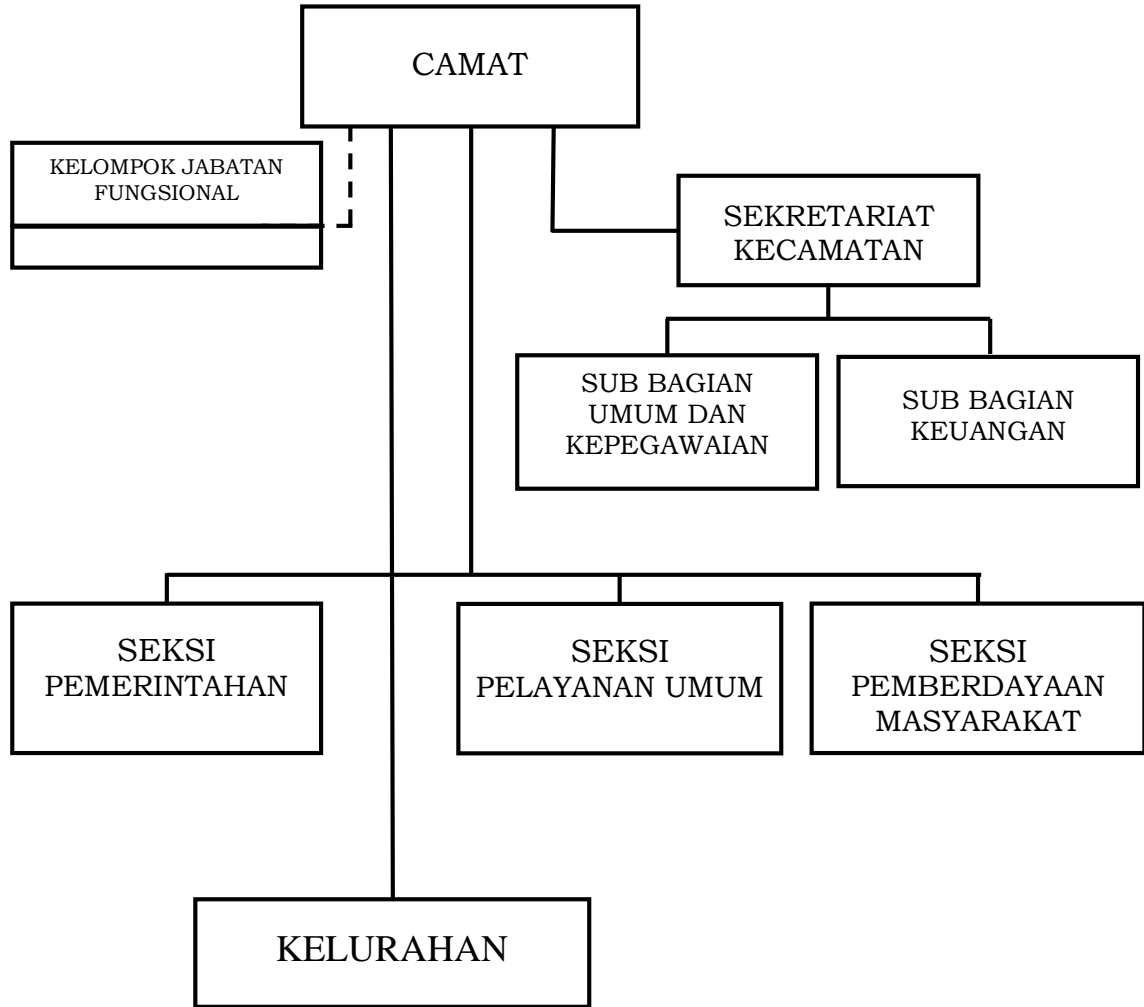 CAMAT
KELOMPOK JABATAN
FUNGSIONAL
SEKRETARIAT
KECAMATAN
SUB BAGIAN
UMUM DAN
KEPEGAWAIAN
SUB BAGIAN
KEUANGAN
SEKSI
PEMERINTAHAN
SEKSI
PELAYANAN UMUM
SEKSI
PEMBERDAYAAN
MASYARAKAT
KELURAHAN